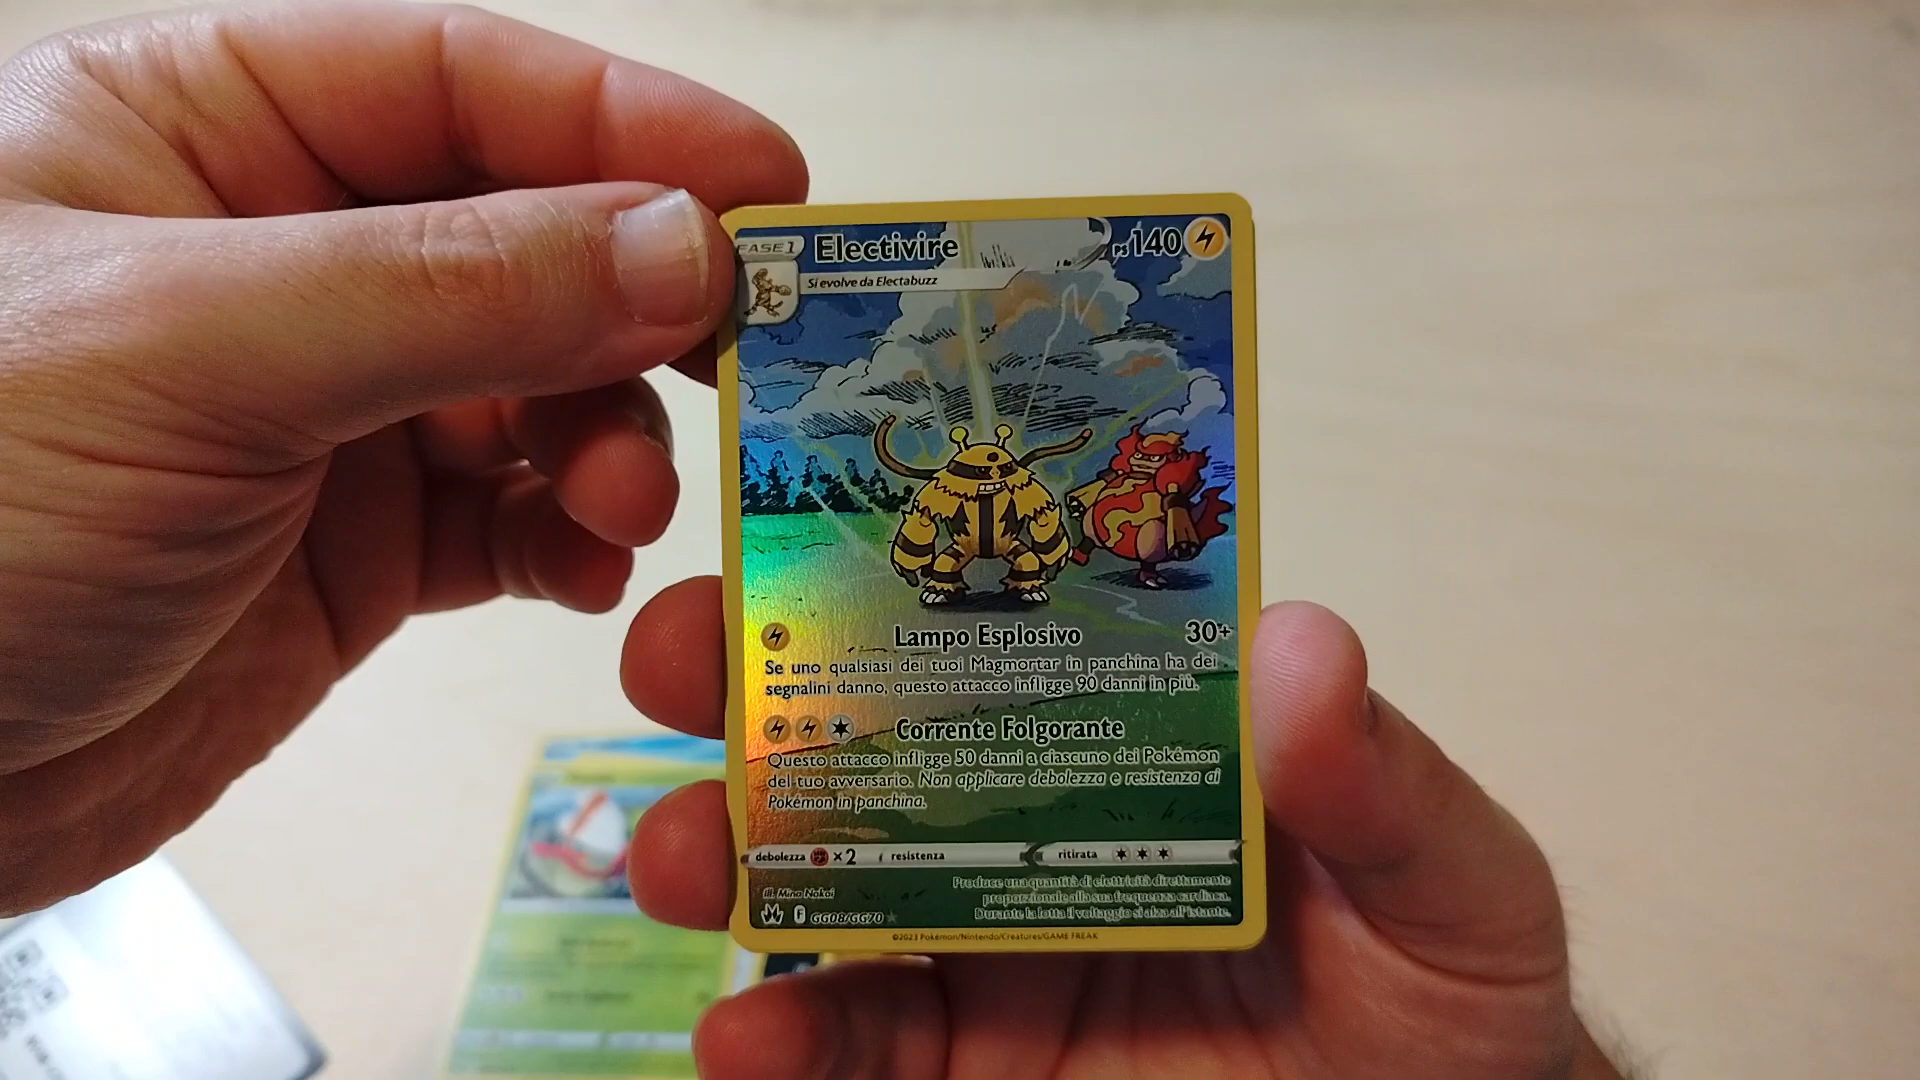 FASE 1
Electivire
PS 140
Si evolve da Electabuzz
Lampo Esplosivo 30+
Se uno qualsiasi dei tuoi Magmortar in panchina ha dei
segnalini danno, questo attacco infligge 90 danni in più.
Corrente Folgorante
Questo attacco infligge 50 danni a ciascuno dei Pokémon
del tuo avversario. Non applicare debolezza e resistenza ai
Pokémon in panchina.
debolezza ×2 resistenza ritirata
Ill. Mina Nakai
Produce una quantità di elettricità direttamente
proporzionale alla sua frequenza cardiaca.
Durante la lotta il voltaggio si alza all'istante.
F GG08/GG70
©2023 Pokémon/Nintendo/Creatures/GAME FREAK